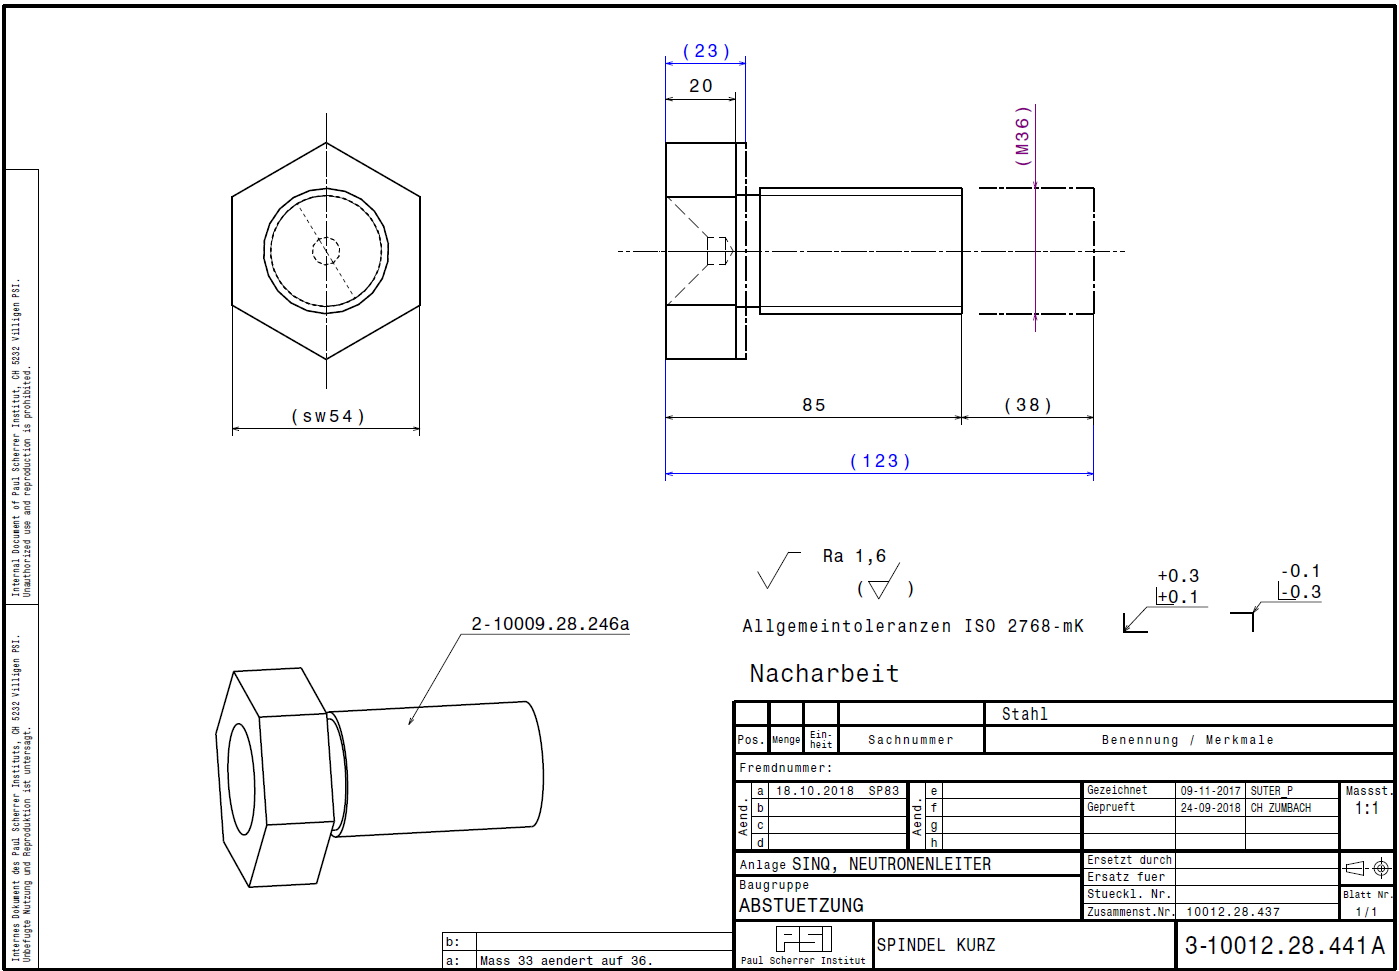 (23)
20
(M36)
(sw54)
85
(38)
(123)
Ra 1,6
( )
+0.3
+0.1
-0.1
-0.3
Allgemeintoleranzen ISO 2768-mK
2-10009.28.246a
Nacharbeit
Internal Document of Paul Scherrer Institut, CH 5232 Villigen PSI.
Unauthorized use and reproduction is prohibited.
Internes Dokument des Paul Scherrer Instituts, CH 5232 Villigen PSI.
Unbefugte Nutzung und Reproduktion ist untersagt.
Stahl
Pos. Menge Ein-heit Sachnummer Benennung / Merkmale
Fremdnummer:
Aend. a 18.10.2018 SP83
b
c
d
Aend. e
f
g
h
Gezeichnet 09-11-2017 SUTER_P
Geprueft 24-09-2018 CH ZUMBACH
Massst.
1:1
Anlage SINQ, NEUTRONENLEITER
Baugruppe
ABSTUETZUNG
Ersetzt durch
Ersatz fuer
Stueckl. Nr.
Zusammenst.Nr. 10012.28.437
Blatt Nr.
1/1
PSI
Paul Scherrer Institut
SPINDEL KURZ
3-10012.28.441A
b:
a: Mass 33 aendert auf 36.